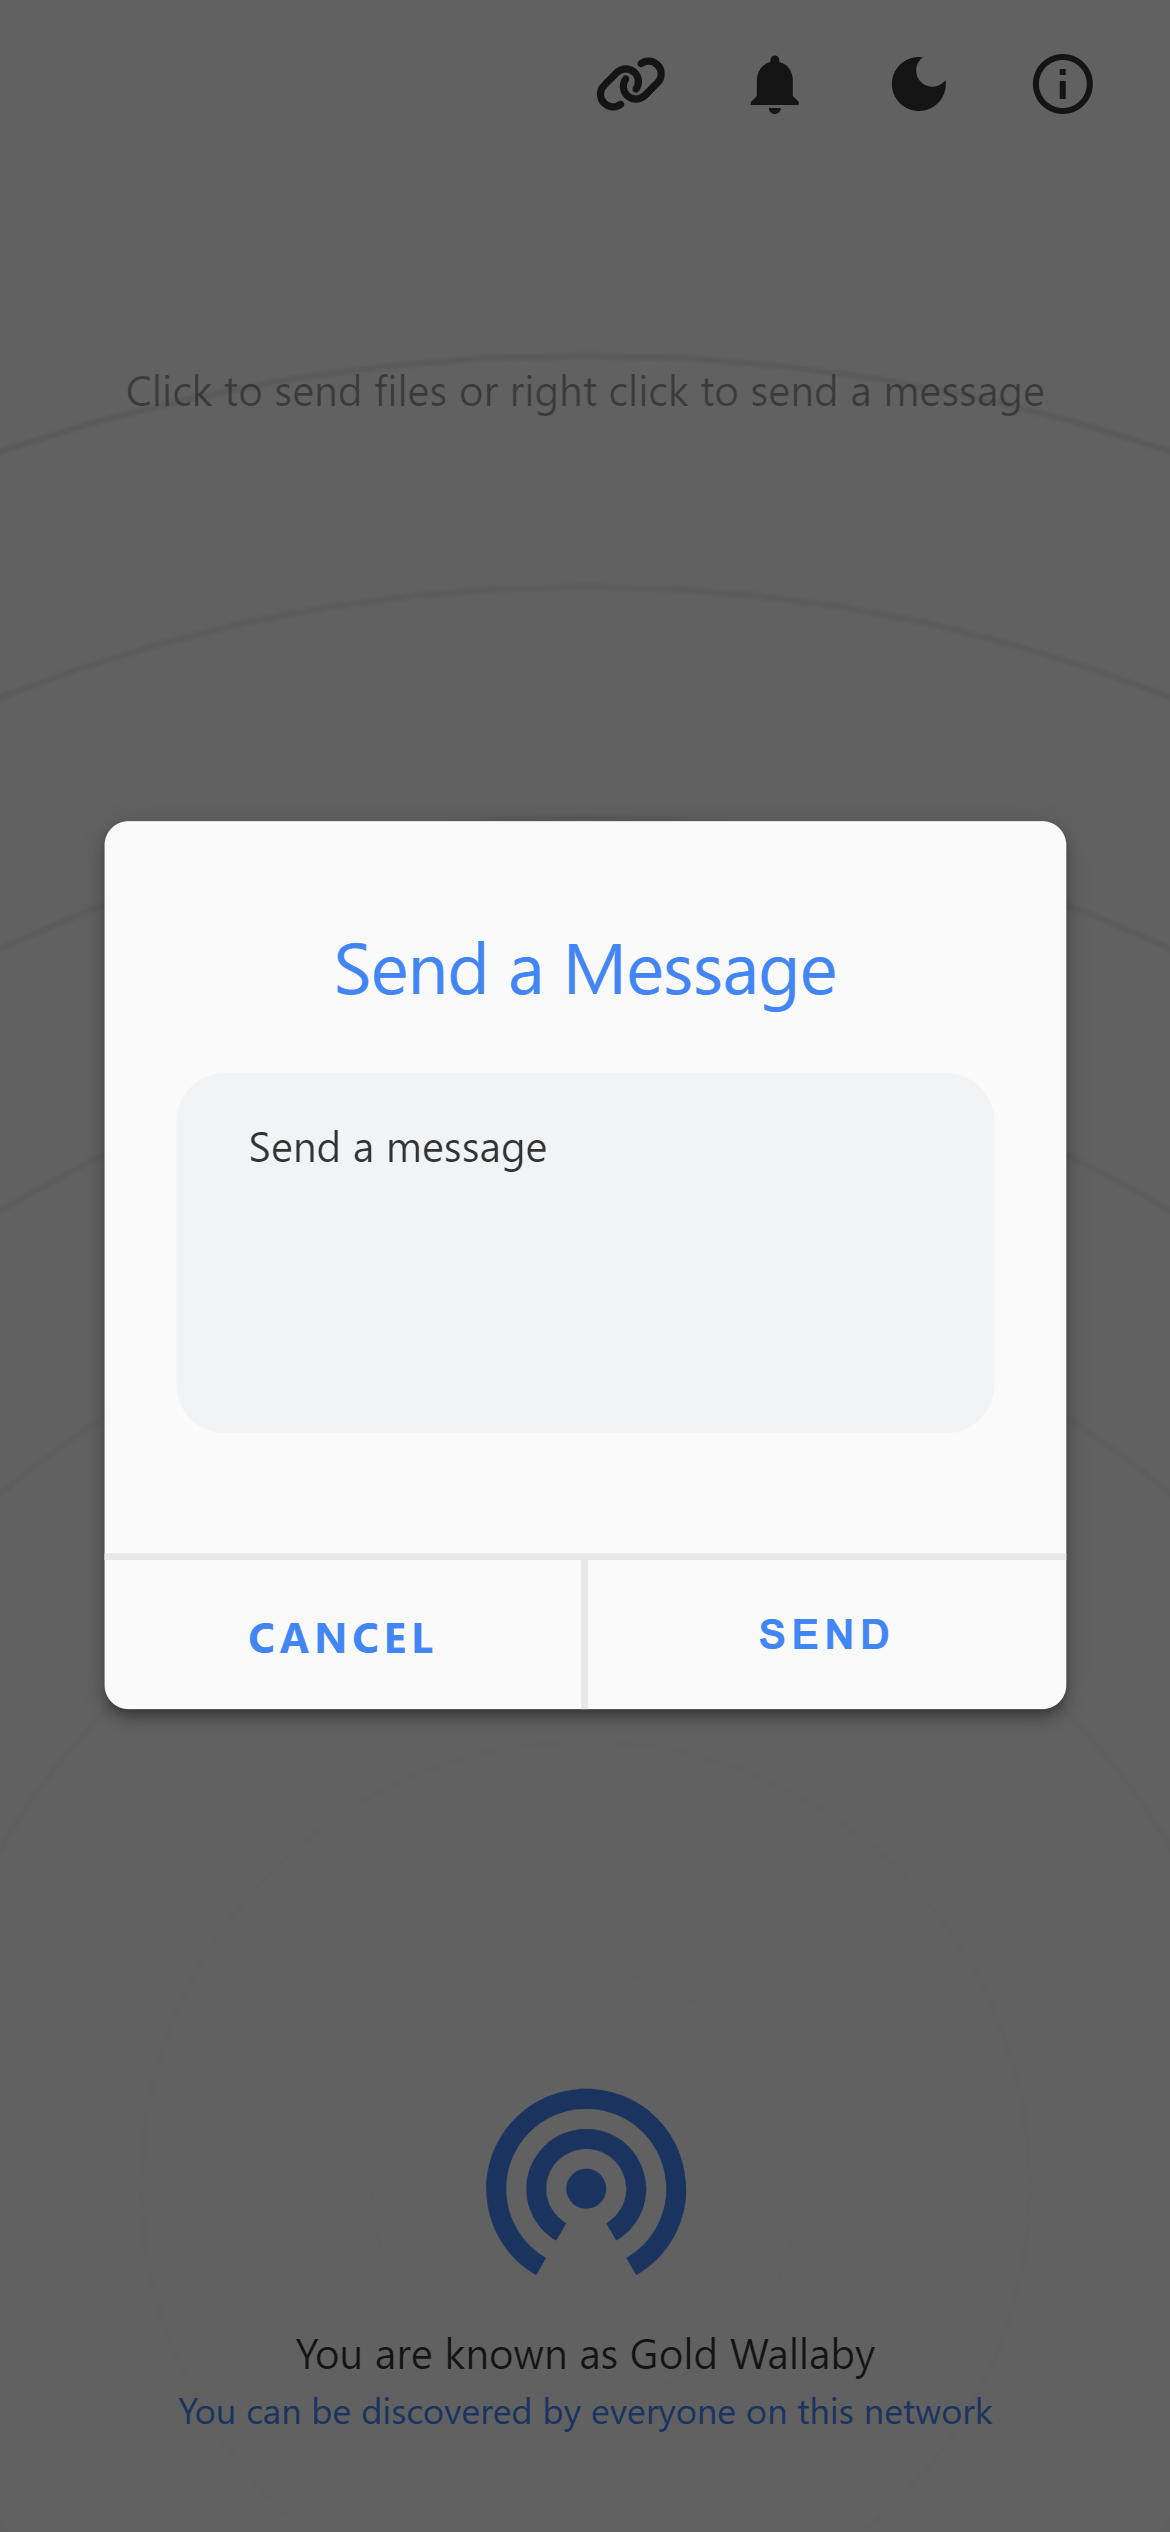 Click to send files or right click to send a message
Send a Message
Send a message
CANCEL
SEND
You are known as Gold Wallaby
You can be discovered by everyone on this network